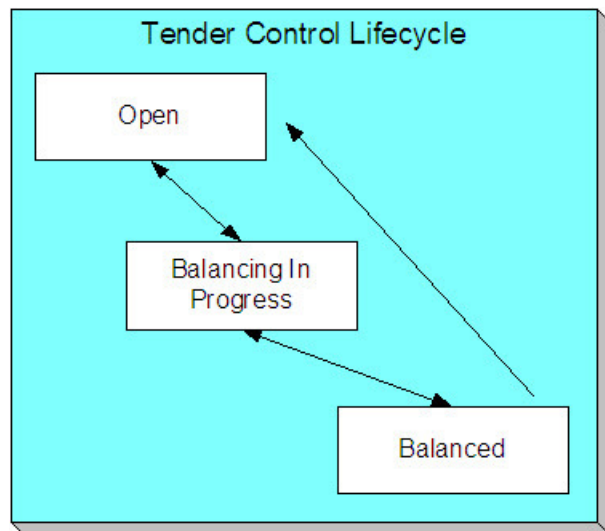 Tender Control Lifecycle
Open
Balancing In
Progress
Balanced